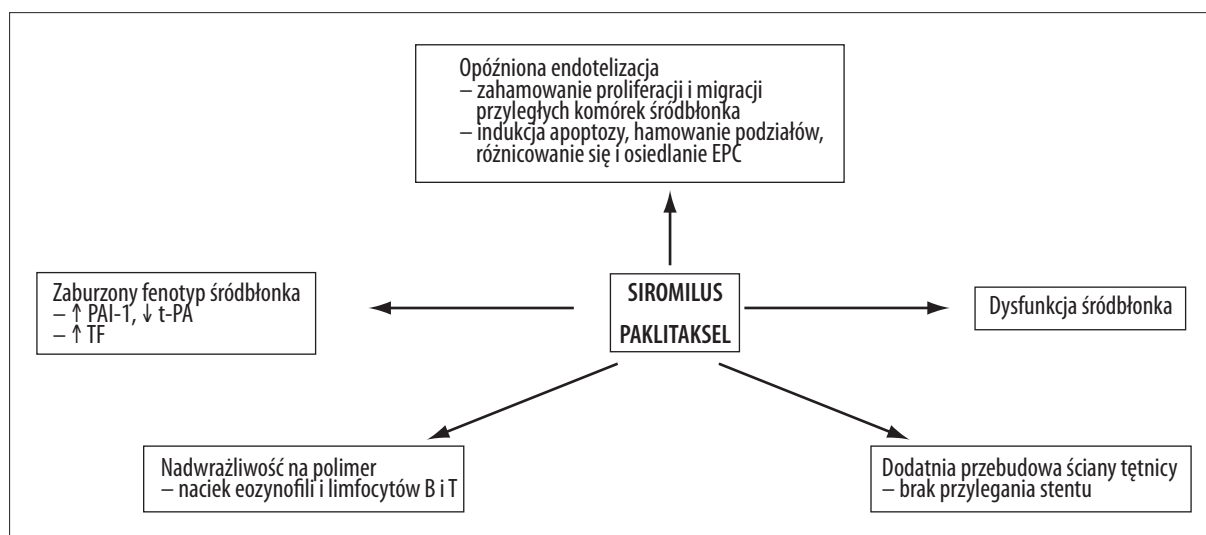 Opóźniona endotelizacja
– zahamowanie proliferacji i migracji
przyległych komórek śródbłonka
– indukcja apoptozy, hamowanie podziałów,
różnicowanie się i osiedlanie EPC
Zaburzony fenotyp śródbłonka
– ↑ PAI-1, ↓ t-PA
– ↑ TF
SIROMILUS
PAKLITAKSEL
Dysfunkcja śródbłonka
Nadwrażliwość na polimer
– naciek eozynofili i limfocytów B i T
Dodatnia przebudowa ściany tętnicy
– brak przylegania stentu